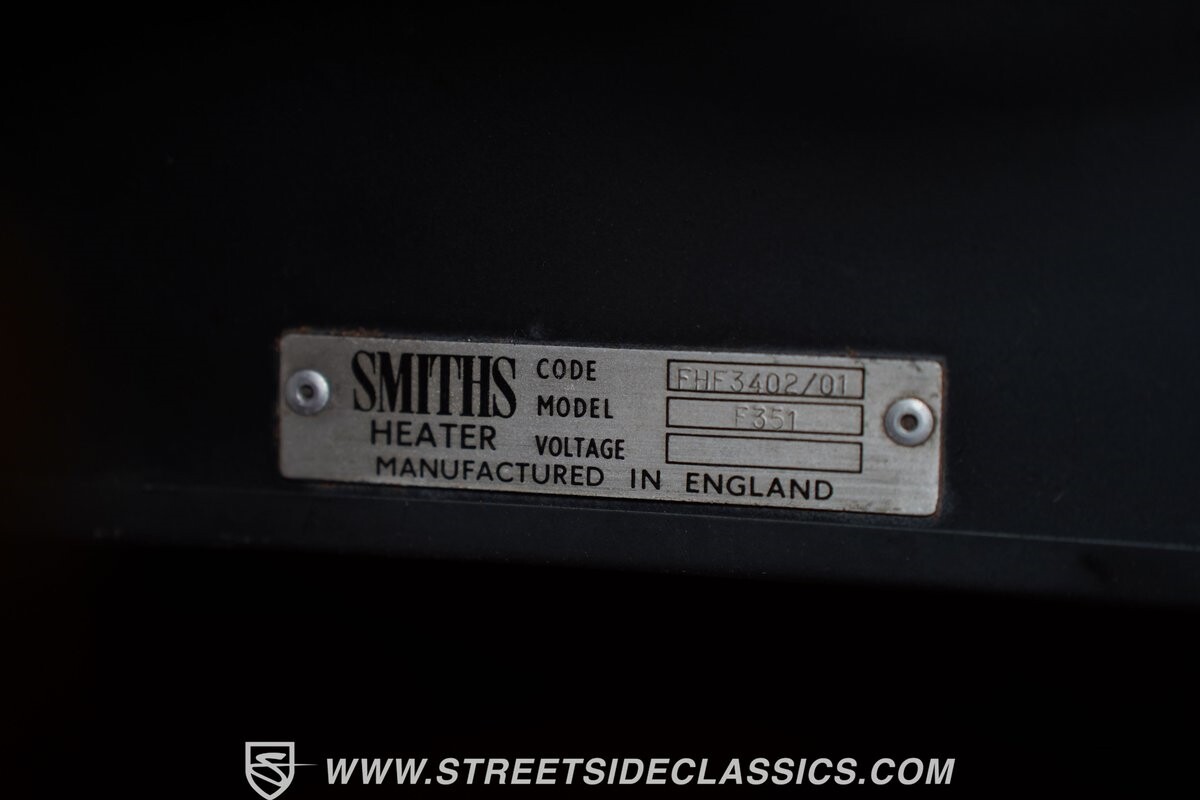 SMITHS
HEATER
CODE FHF3402/01
MODEL F351
VOLTAGE
MANUFACTURED IN ENGLAND
WWW.STREETSIDECLASSICS.COM